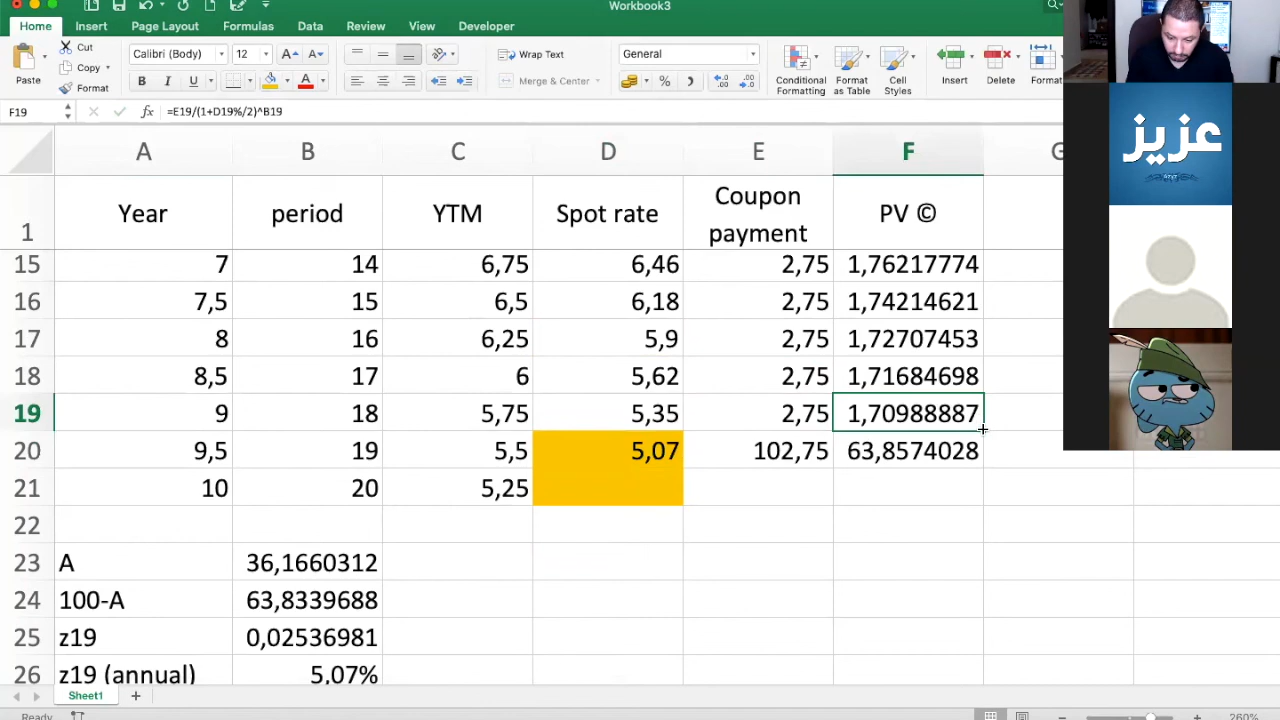 Workbook3
Home Insert Page Layout Formulas Data Review View Developer
Cut
Copy
Format
Paste
Calibri (Body) 12
B I U
Wrap Text
Merge & Center
General
Conditional Formatting
Format as Table
Cell Styles
Insert
Delete
Format
F19 fx =E19/(1+D19%/2)^B19
A B C D E F G
1 Year period YTM Spot rate Coupon payment PV ©
15 7 14 6,75 6,46 2,75 1,76217774
16 7,5 15 6,5 6,18 2,75 1,74214621
17 8 16 6,25 5,9 2,75 1,72707453
18 8,5 17 6 5,62 2,75 1,71684698
19 9 18 5,75 5,35 2,75 1,70988887
20 9,5 19 5,5 5,07 102,75 63,8574028
21 10 20 5,25
22
23 A 36,1660312
24 100-A 63,8339688
25 z19 0,02536981
26 z19 (annual) 5,07%
Sheet1
Ready 260%
عزيز